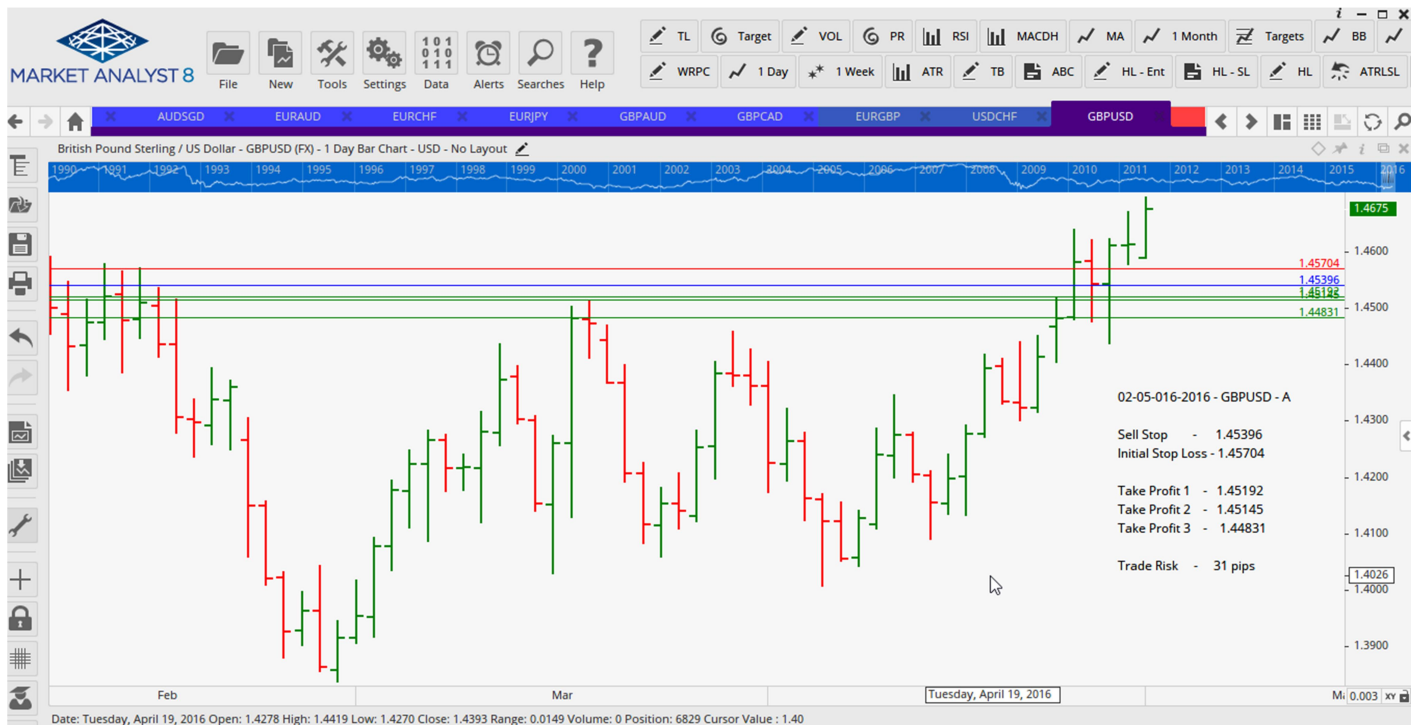 i
MARKET ANALYST 8
File New Tools Settings Data Alerts Searches Help
TL Target VOL PR RSI MACDH MA 1 Month Targets BB
WRPC 1 Day 1 Week ATR TB ABC HL - Ent HL - SL HL ATRLSL
AUDSGD EURAUD EURCHF EURJPY GBPAUD GBPCAD EURGBP USDCHF GBPUSD
British Pound Sterling / US Dollar - GBPUSD (FX) - 1 Day Bar Chart - USD - No Layout
1990 1991 1992 1993 1994 1995 1996 1997 1998 1999 2000 2001 2002 2003 2004 2005 2006 2007 2008 2009 2010 2011 2012 2013 2014 2015 2016
1.4675
1.4600
1.45704
1.45396
1.45192
1.45145
1.4500
1.44831
1.4400
02-05-016-2016 - GBPUSD - A
1.4300
Sell Stop - 1.45396
Initial Stop Loss - 1.45704
1.4200
Take Profit 1 - 1.45192
Take Profit 2 - 1.45145
Take Profit 3 - 1.44831
1.4100
Trade Risk - 31 pips
1.4026
1.4000
1.3900
Feb Mar Tuesday, April 19, 2016 0.003 XY
Date: Tuesday, April 19, 2016 Open: 1.4278 High: 1.4419 Low: 1.4270 Close: 1.4393 Range: 0.0149 Volume: 0 Position: 6829 Cursor Value : 1.40